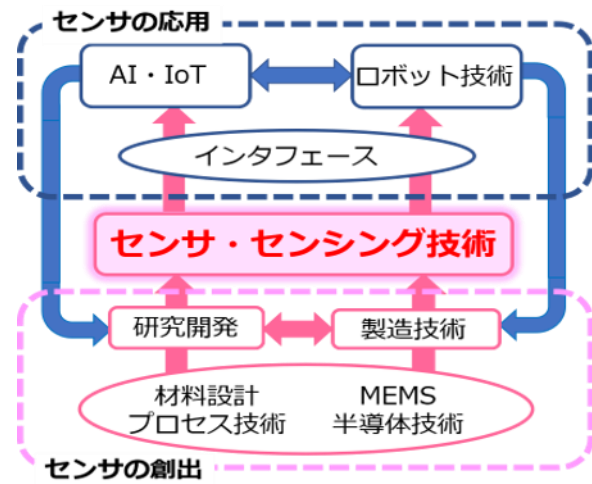 センサの応用
AI・IoT
ロボット技術
インタフェース
センサ・センシング技術
研究開発
製造技術
材料設計
プロセス技術
MEMS
半導体技術
センサの創出